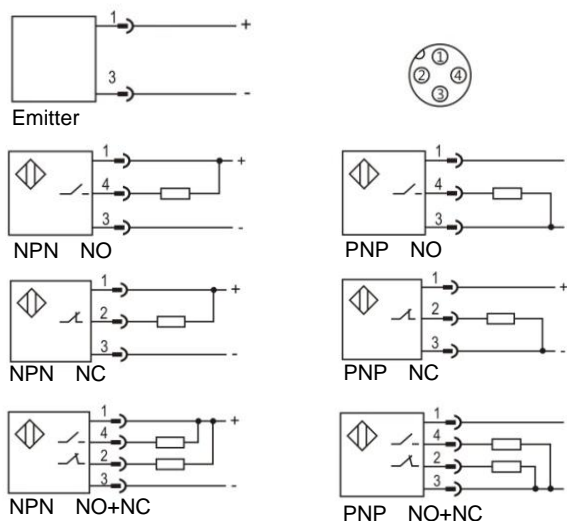 1 +
3 -
Emitter
① ② ④ ③
1 +
4
3 -
NPN NO
1
4
3
PNP NO
1 +
2
3 -
NPN NC
1 +
2
3 -
PNP NC
1 +
4
2
3 -
NPN NO+NC
1
4
2
3
PNP NO+NC